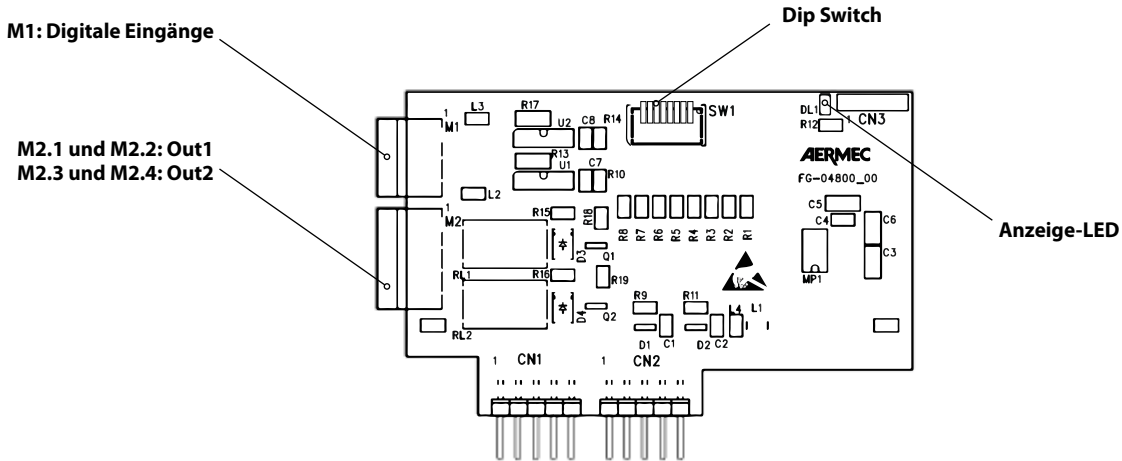 Dip Switch
M1: Digitale Eingänge
M2.1 und M2.2: Out1
M2.3 und M2.4: Out2
Anzeige-LED
1
M1
L3
R17
U2
C8
R14
SW1
DL1
1
CN3
R12
R13
U1
C7
R10
AERMEC
FG-04800_00
L2
1
M2
R15
R18
R8
R7
R6
R5
R4
R3
R2
R1
C5
C4
C6
C3
MP1
RL1
D3
Q1
R16
R19
RL2
D4
Q2
R9
R11
L4
L1
D1
C1
D2
C2
1
CN1
1
CN2